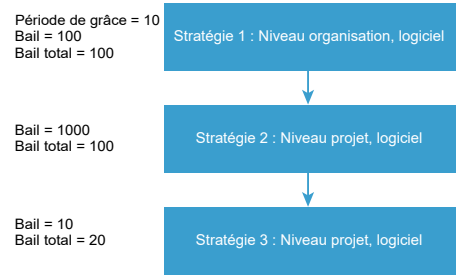 Période de grâce = 10
Bail = 100
Bail total = 100
Stratégie 1 : Niveau organisation, logiciel
Bail = 1000
Bail total = 100
Stratégie 2 : Niveau projet, logiciel
Bail = 10
Bail total = 20
Stratégie 3 : Niveau projet, logiciel